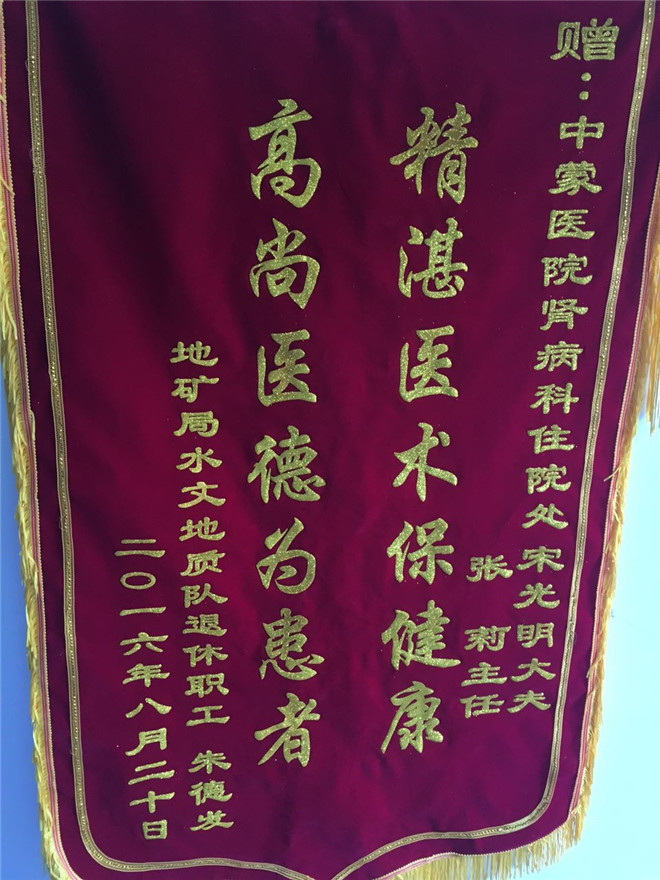 赠：中蒙医院肾病科住院处
宋光明大夫
张莉主任
精湛医术保健康
高尚医德为患者
地矿局水文地质队退休职工 朱德发
二〇一六年八月二十日